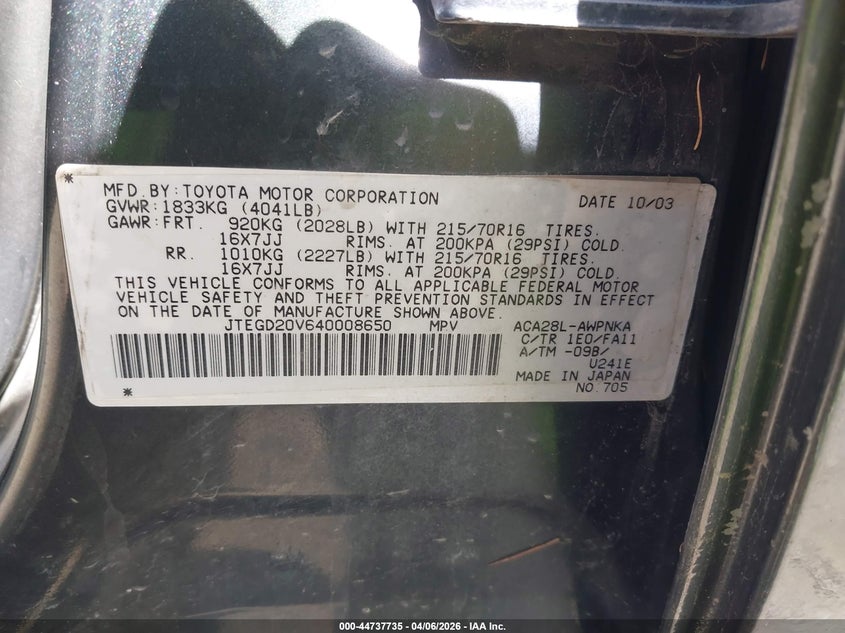 MFD.BY:TOYOTA MOTOR CORPORATION DATE 10/03
GVWR:1833KG (4041LB)
GAWR:FRT. 920KG (2028LB) WITH 215/70R16 TIRES.
16X7JJ RIMS. AT 200KPA (29PSI) COLD.
RR. 1010KG (2227LB) WITH 215/70R16 TIRES.
16X7JJ RIMS. AT 200KPA (29PSI) COLD.
THIS VEHICLE CONFORMS TO ALL APPLICABLE FEDERAL MOTOR
VEHICLE SAFETY AND THEFT PREVENTION STANDARDS IN EFFECT
ON THE DATE OF MANUFACTURE SHOWN ABOVE.
JTEGD20V640008650 MPV ACA28L-AWPNKA
C/TR 1E0/FA11
A/TM -09B/
U241E
MADE IN JAPAN
NO.705
000-44737735 - 04/06/2026 - IAA Inc.